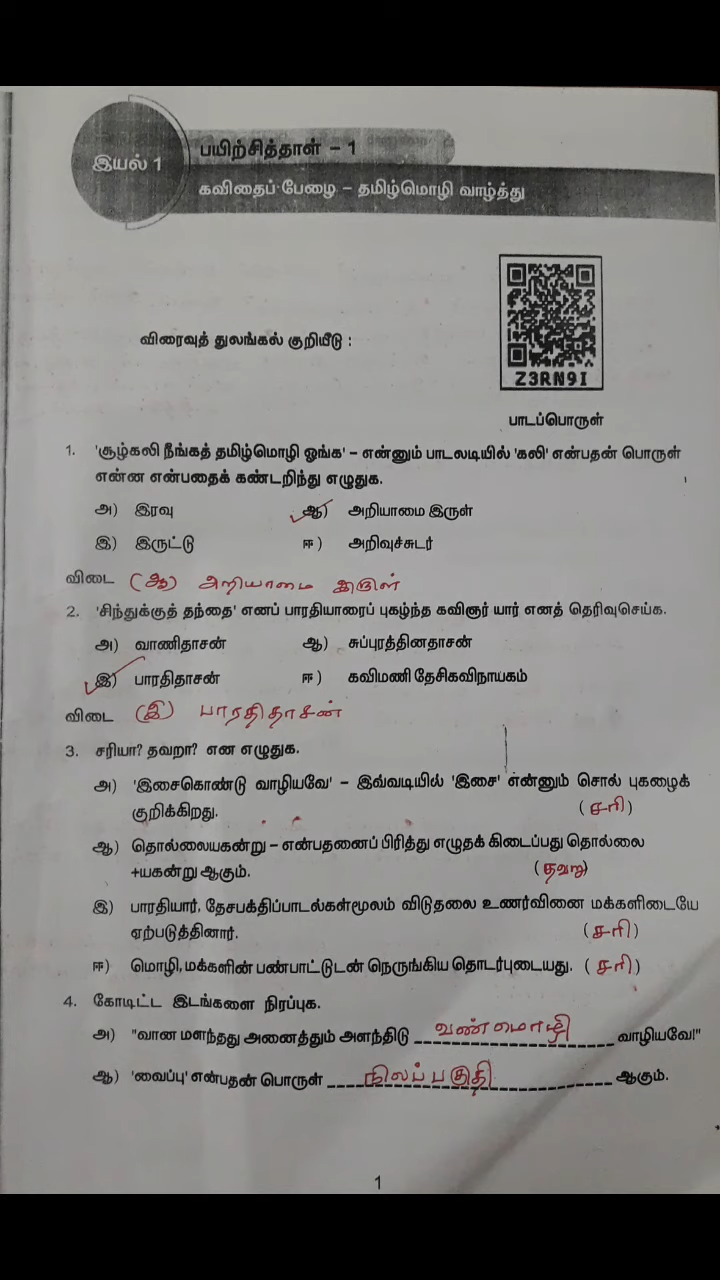 இயல் 1
பயிற்சித்தாள் – 1
கவிதைப் பேழை – தமிழ்மொழி வாழ்த்து
விரைவுத் துலங்கல் குறியீடு :
Z3RN9I
பாடப்பொருள்
1. 'சூழ்கலி நீங்கத் தமிழ்மொழி ஓங்க' – என்னும் பாடலடியில் 'கலி' என்பதன் பொருள்
என்ன என்பதைக் கண்டறிந்து எழுதுக.
அ) இரவு ஆ) அறியாமை இருள்
இ) இருட்டு ஈ) அறிவுச்சுடர்
விடை (ஆ) அறியாமை இருள்
2. 'சிந்துக்குத் தந்தை' எனப் பாரதியாரைப் புகழ்ந்த கவிஞர் யார் எனத் தெரிவுசெய்க.
அ) வாணிதாசன் ஆ) சுப்புரத்தினதாசன்
இ) பாரதிதாசன் ஈ) கவிமணி தேசிகவிநாயகம்
விடை (இ) பாரதிதாசன்
3. சரியா? தவறா? என எழுதுக.
அ) 'இசைகொண்டு வாழியவே' – இவ்வடியில் 'இசை' என்னும் சொல் புகழைக்
குறிக்கிறது. (சரி)
ஆ) தொல்லையகன்று – என்பதனைப் பிரித்து எழுதக் கிடைப்பது தொல்லை
+யகன்று ஆகும். (தவறு)
இ) பாரதியார், தேசபக்திப்பாடல்கள்மூலம் விடுதலை உணர்வினை மக்களிடையே
ஏற்படுத்தினார். (சரி)
ஈ) மொழி, மக்களின் பண்பாட்டுடன் நெருங்கிய தொடர்புடையது. (சரி)
4. கோடிட்ட இடங்களை நிரப்புக.
அ) "வான மளந்தது அனைத்தும் அளந்திடு வண்மொழி வாழியவே!"
ஆ) 'வைப்பு' என்பதன் பொருள் நிலப்பகுதி ஆகும்.
1